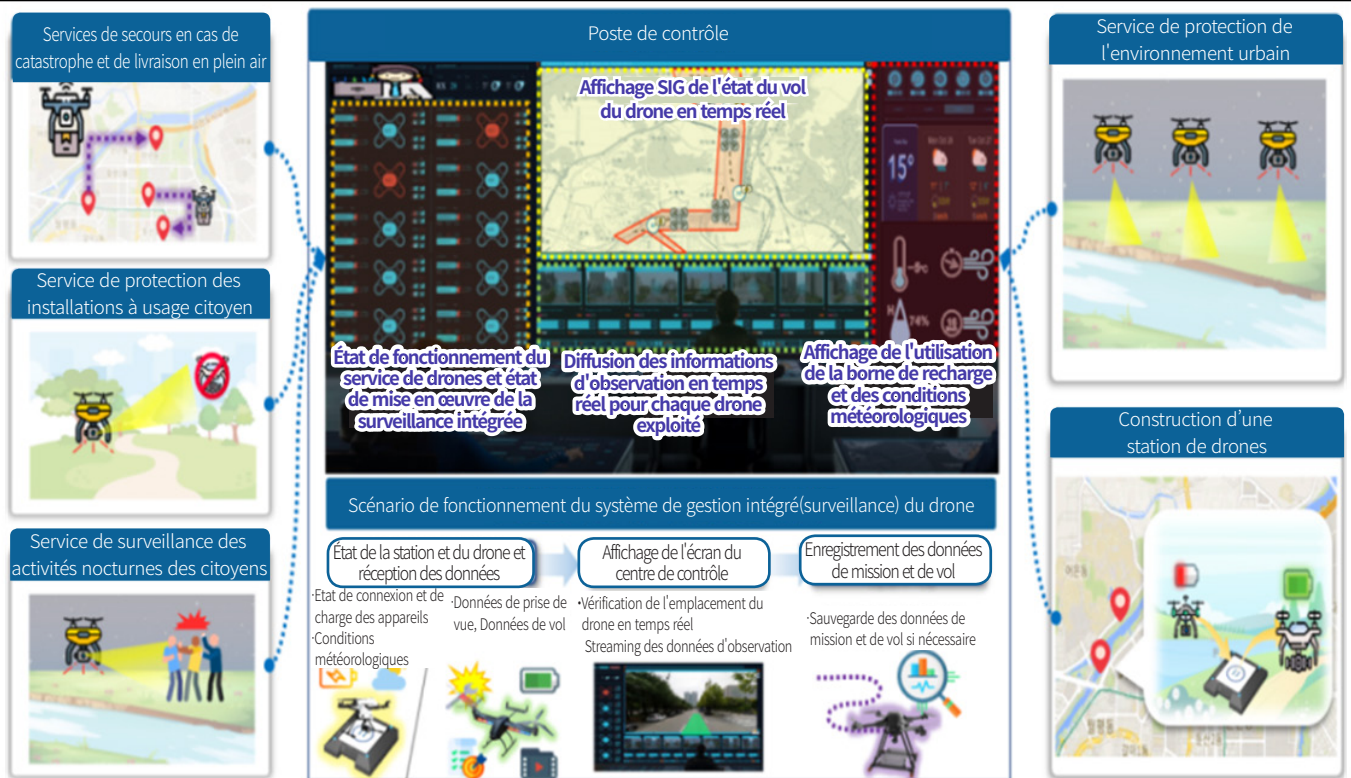 Services de secours en cas de
catastrophe et de livraison en plein air
Service de protection des
installations à usage citoyen
Service de surveillance des
activités nocturnes des citoyens
Poste de contrôle
Affichage SIG de l'état du vol
du drone en temps réel
15°
-5°c
74%
État de fonctionnement du
service de drones et état
de mise en œuvre de la
surveillance intégrée
Diffusion des informations
d'observation en temps
réel pour chaque drone
exploité
Affichage de l'utilisation
de la borne de recharge
et des conditions
météorologiques
Scénario de fonctionnement du système de gestion intégré(surveillance) du drone
État de la station et du drone et
réception des données
·Etat de connexion et de
charge des appareils
·Conditions
météorologiques
·Données de prise de
vue, Données de vol
Affichage de l'écran du
centre de contrôle
•Vérification de l'emplacement du
drone en temps réel
Streaming des données d'observation
Enregistrement des données
de mission et de vol
·Sauvegarde des données de
mission et de vol si nécessaire
Service de protection de
l'environnement urbain
Construction d’une
station de drones